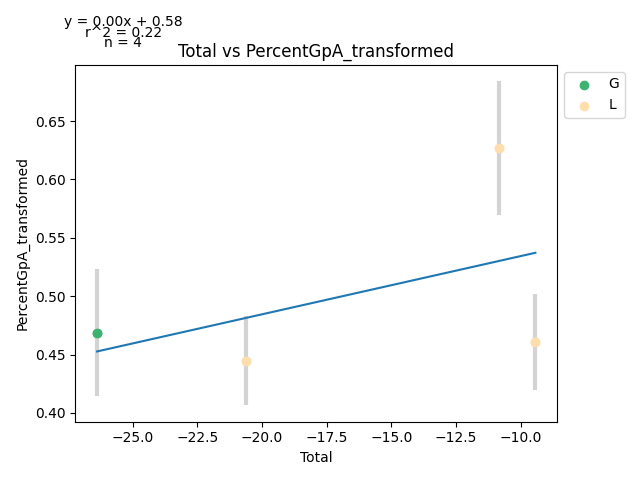 y = 0.00x + 0.58
r^2 = 0.22
n = 4
Total vs PercentGpA_transformed
G
L
PercentGpA_transformed
0.65
0.60
0.55
0.50
0.45
0.40
−25.0 −22.5 −20.0 −17.5 −15.0 −12.5 −10.0
Total